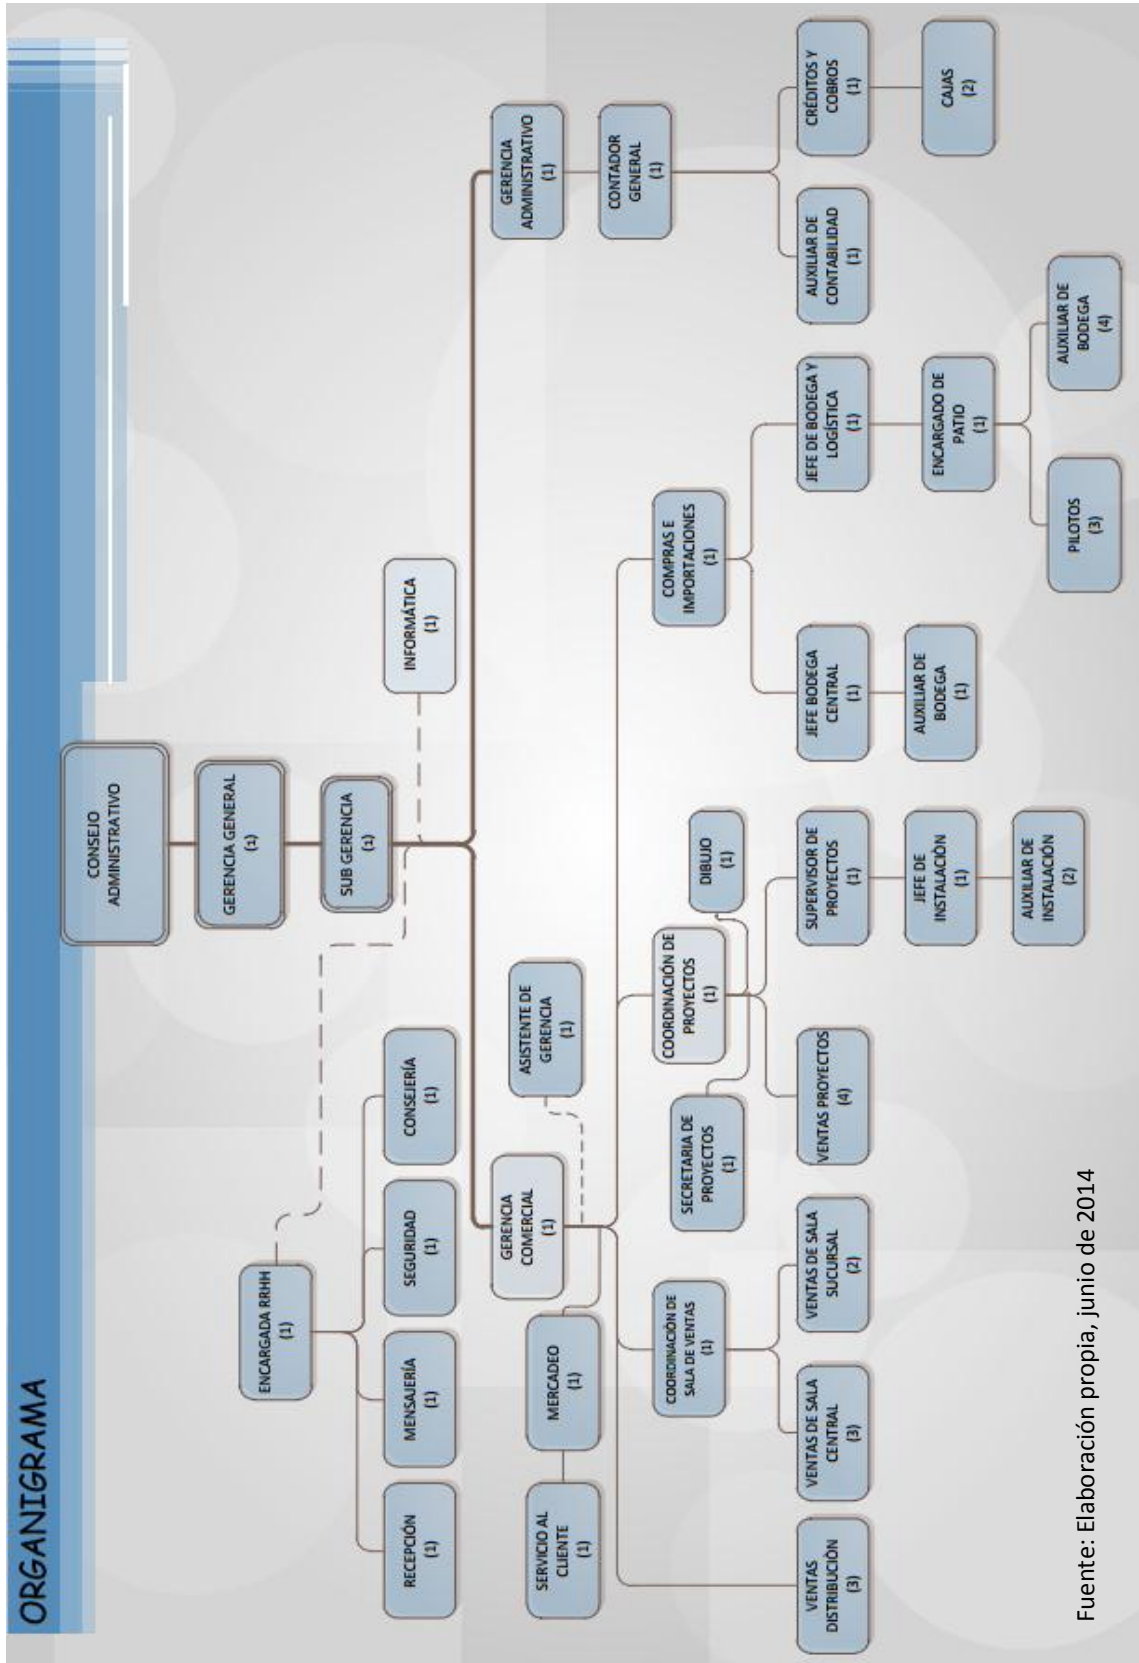 ORGANIGRAMA
CONSEJO
ADMINISTRATIVO
GERENCIA GENERAL
(1)
SUB GERENCIA
(1)
ENCARGADA RRHH
(1)
INFORMÁTICA
(1)
RECEPCIÓN
(1)
MENSAJERÍA
(1)
SEGURIDAD
(1)
CONSEJERÍA
(1)
GERENCIA
COMERCIAL
(1)
GERENCIA
ADMINISTRATIVO
(1)
ASISTENTE DE
GERENCIA
(1)
SERVICIO AL
CLIENTE
(1)
MERCADEO
(1)
CONTADOR
GENERAL
(1)
COORDINACIÓN DE
SALA DE VENTAS
(1)
SECRETARIA DE
PROYECTOS
(1)
COORDINACIÓN DE
PROYECTOS
(1)
DIBUJO
(1)
COMPRAS E
IMPORTACIONES
(1)
VENTAS
DISTRIBUCIÓN
(3)
VENTAS DE SALA
CENTRAL
(3)
VENTAS DE SALA
SUCURSAL
(2)
VENTAS PROYECTOS
(4)
SUPERVISOR DE
PROYECTOS
(1)
JEFE BODEGA
CENTRAL
(1)
JEFE DE BODEGA Y
LOGÍSTICA
(1)
AUXILIAR DE
CONTABILIDAD
(1)
CRÉDITOS Y
COBROS
(1)
JEFE DE
INSTALACIÒN
(1)
AUXILIAR DE
BODEGA
(1)
ENCARGADO DE
PATIO
(1)
CAJAS
(2)
AUXILIAR DE
INSTALACIÓN
(2)
PILOTOS
(3)
AUXILIAR DE
BODEGA
(4)
Fuente: Elaboración propia, junio de 2014